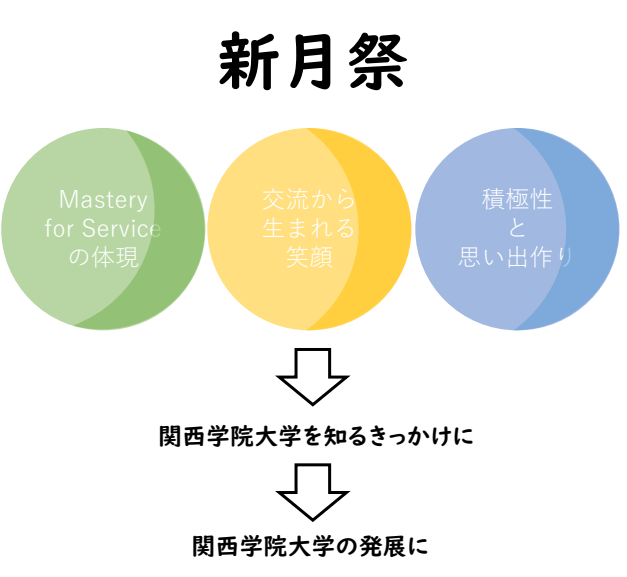 新月祭
Mastery
for Service
の体現
交流から
生まれる
笑顔
積極性
と
思い出作り
関西学院大学を知るきっかけに
関西学院大学の発展に